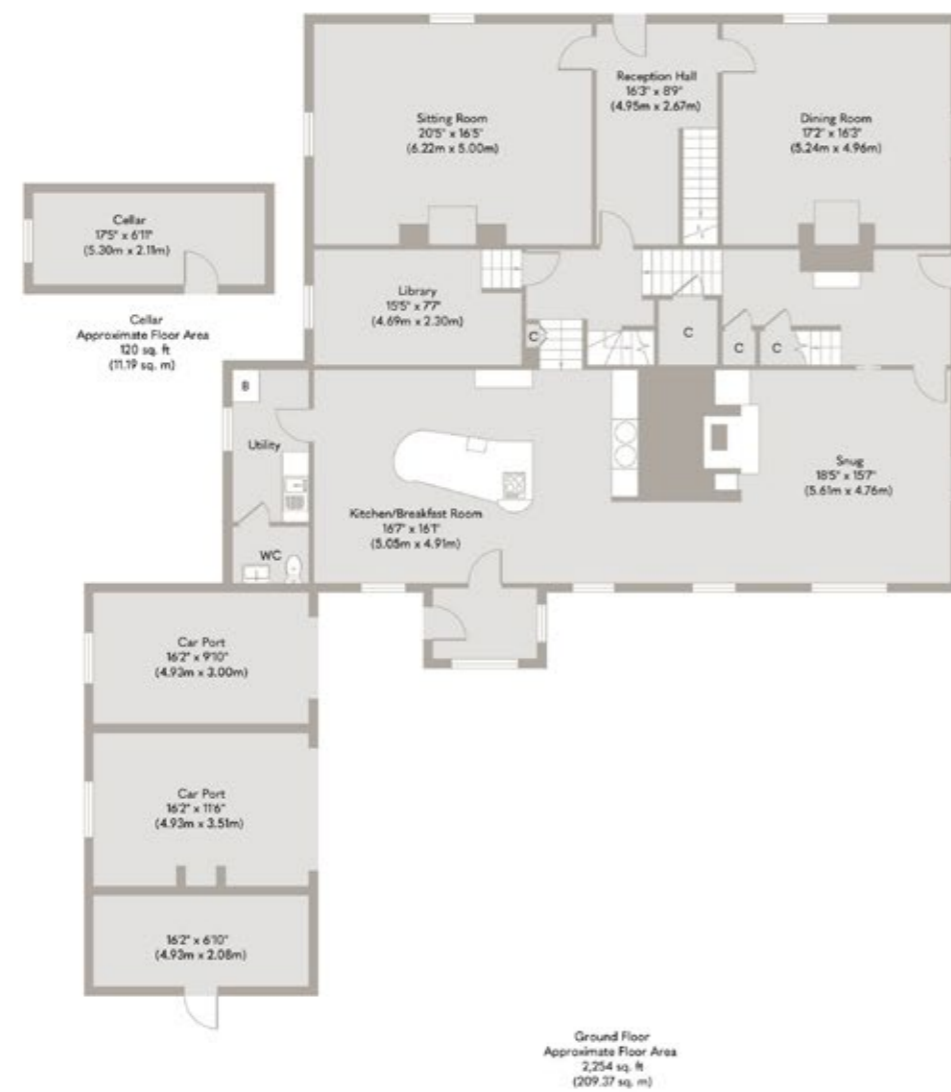 Sitting Room
20'5" x 16'5"
(6.22m x 5.00m)
Reception Hall
16'3" x 8'9"
(4.95m x 2.67m)
Dining Room
17'2" x 16'3"
(5.24m x 4.96m)
Cellar
17'5" x 6'11"
(5.30m x 2.11m)
Cellar
Approximate Floor Area
120 sq. ft
(11.19 sq. m)
Library
15'5" x 7'7"
(4.69m x 2.30m)
C
C
C
C
B
Utility
WC
Kitchen/Breakfast Room
16'7" x 16'1"
(5.05m x 4.91m)
Snug
18'5" x 15'7"
(5.61m x 4.76m)
Car Port
16'2" x 9'10"
(4.93m x 3.00m)
Car Port
16'2" x 11'6"
(4.93m x 3.51m)
16'2" x 6'10"
(4.93m x 2.08m)
Ground Floor
Approximate Floor Area
2,254 sq. ft
(209.37 sq. m)